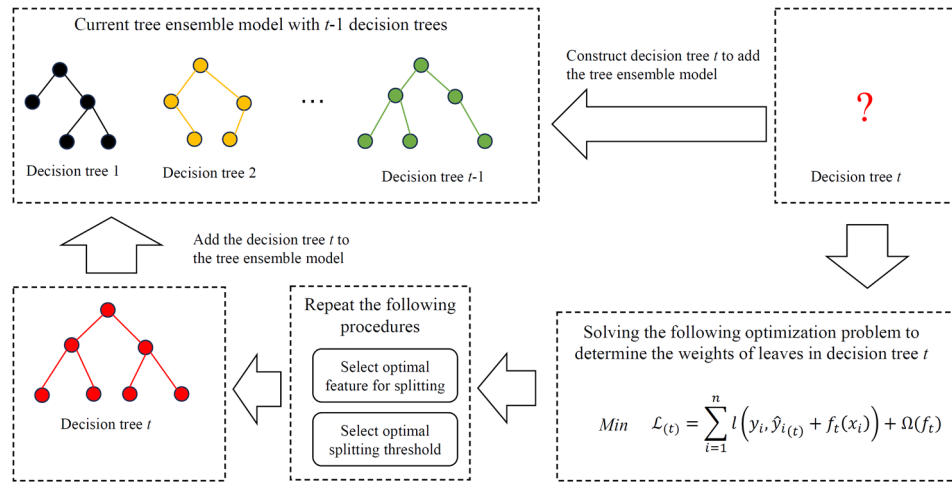 Current tree ensemble model with t-1 decision trees
...
Decision tree 1
Decision tree 2
Decision tree t-1
Construct decision tree t to add
the tree ensemble model
?
Decision tree t
Add the decision tree t to
the tree ensemble model
Decision tree t
Repeat the following
procedures
Select optimal
feature for splitting
Select optimal
splitting threshold
Solving the following optimization problem to
determine the weights of leaves in decision tree t
Min ℒ₍ₜ₎ = ∑ᵢ₌₁ⁿ l(yᵢ, ŷᵢ₍ₜ₎ + fₜ(xᵢ)) + Ω(fₜ)